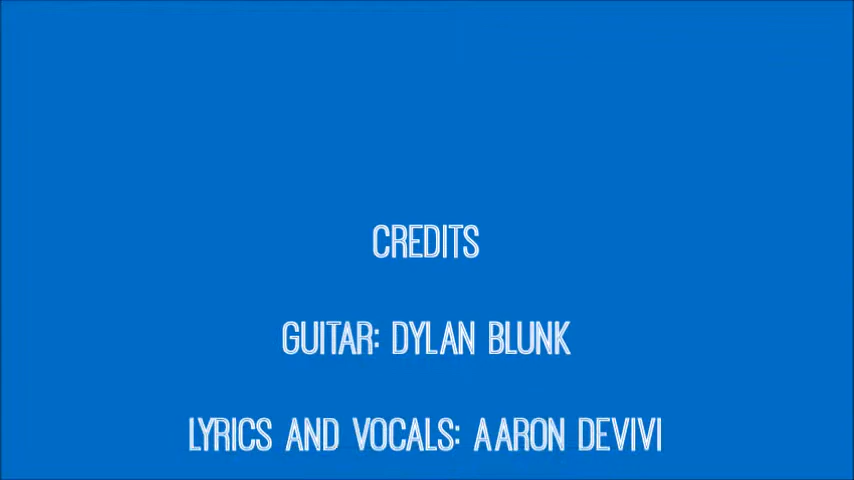 CREDITS
GUITAR: DYLAN BLUNK
LYRICS AND VOCALS: AARON DEVIVI